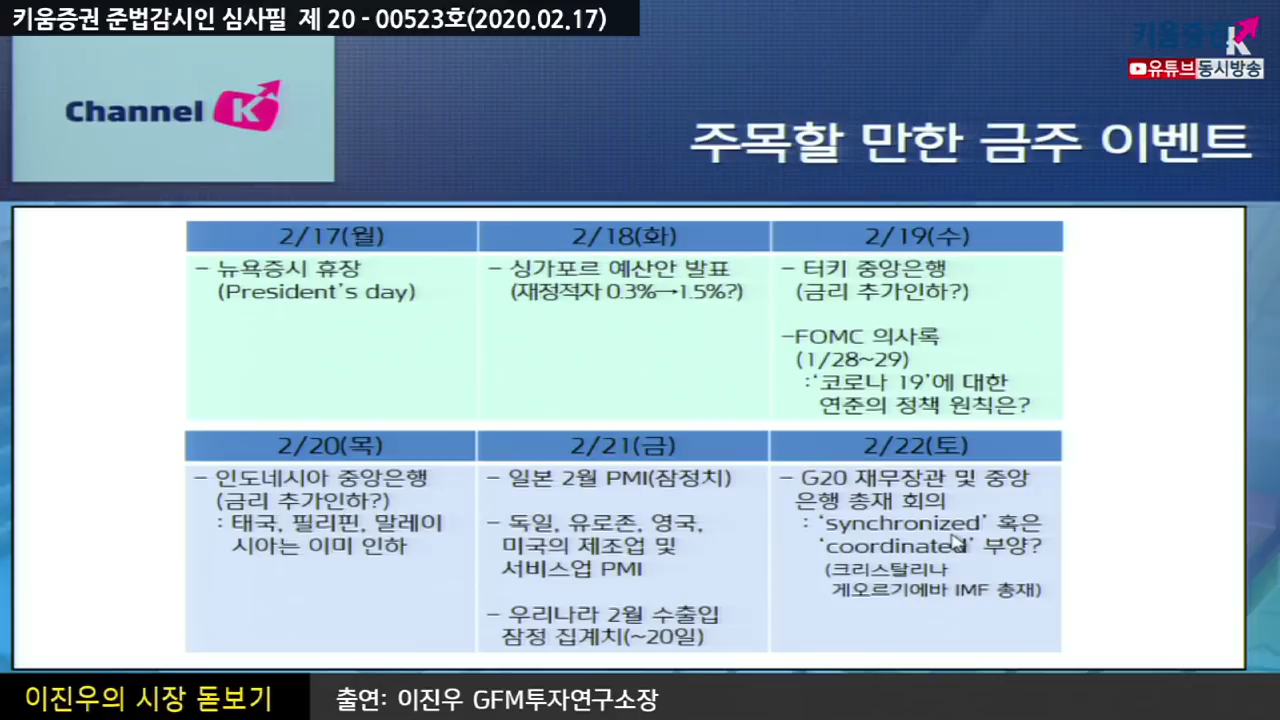 키움증권 준법감시인 심사필 제 20 - 00523호(2020.02.17)
키움증권
유튜브 동시방송
Channel K
주목할 만한 금주 이벤트
2/17(월)
- 뉴욕증시 휴장
(President's day)
2/18(화)
- 싱가포르 예산안 발표
(재정적자 0.3%→1.5%?)
2/19(수)
- 터키 중앙은행
(금리 추가인하?)
-FOMC 의사록
(1/28~29)
:'코로나 19'에 대한
연준의 정책 원칙은?
2/20(목)
- 인도네시아 중앙은행
(금리 추가인하?)
: 태국, 필리핀, 말레이
시아는 이미 인하
2/21(금)
- 일본 2월 PMI(잠정치)
- 독일, 유로존, 영국,
미국의 제조업 및
서비스업 PMI
- 우리나라 2월 수출입
잠정 집계치(~20일)
2/22(토)
- G20 재무장관 및 중앙
은행 총재 회의
: 'synchronized' 혹은
'coordinated' 부양?
(크리스탈리나
게오르기에바 IMF 총재)
이진우의 시장 돋보기
출연: 이진우 GFM투자연구소장